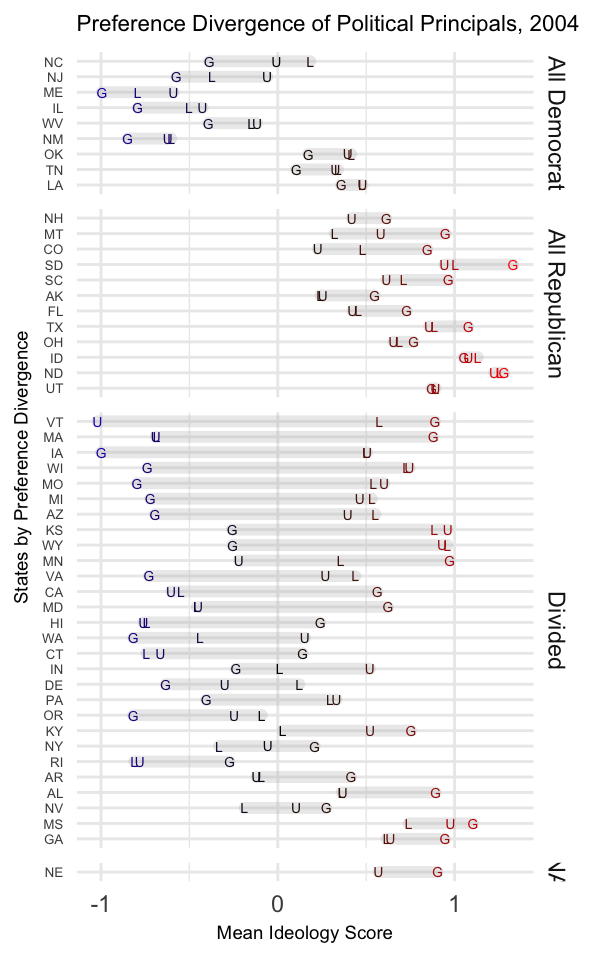 Preference Divergence of Political Principals, 2004
All Democrat
NC G U L
NJ G L U
ME G L U
IL G L U
WV G L U
NM G U L
OK G U L
TN G U L
LA G L U
All Republican
NH U G
MT L U G
CO U L G
SD U L G
SC U L G
AK L U G
FL U L G
TX U L G
OH U L G
ID G U L
ND U L G
UT G L U
Divided
VT U L G
MA U L G
IA G L U
WI G L U
MO G L U
MI G U L
AZ G U L
KS G L U
WY G U L
MN U L G
VA G U L
CA U L G
MD L U G
HI U L G
WA G L U
CT L U G
IN G L U
DE G U L
PA G L U
OR G U L
KY L U G
NY L U G
RI L U G
AR U L G
AL L U G
NV L U G
MS L U G
GA L U G
NE U G
States by Preference Divergence
-1 0 1
Mean Ideology Score